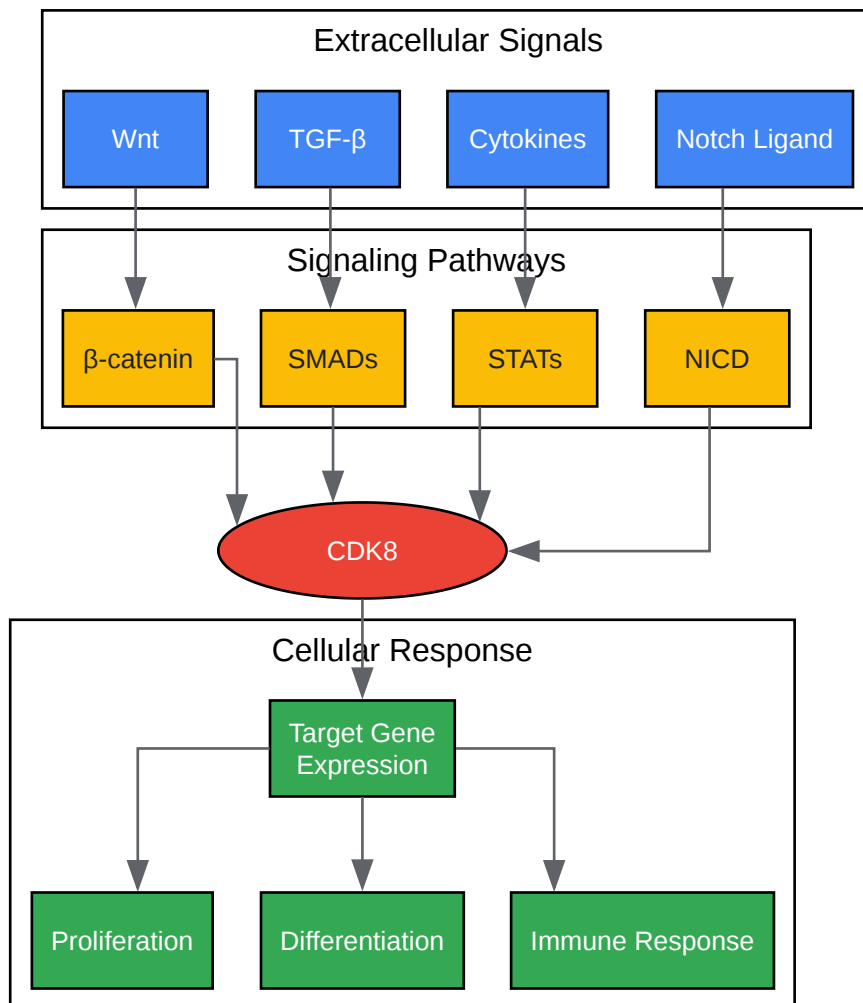 Extracellular Signals
Wnt
TGF-β
Cytokines
Notch Ligand
Signaling Pathways
β-catenin
SMADs
STATs
NICD
CDK8
Cellular Response
Target Gene
Expression
Proliferation
Differentiation
Immune Response